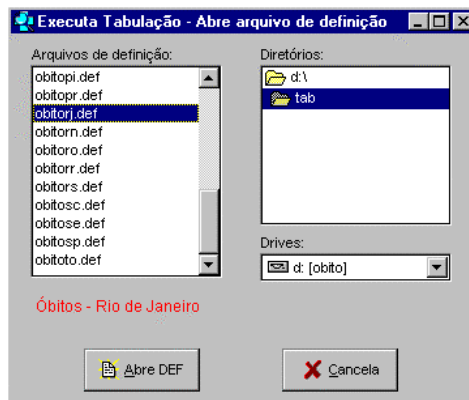 Executa Tabulação - Abre arquivo de definição
Arquivos de definição:
obitopi.def
obitopr.def
obitorj.def
obitorn.def
obitoro.def
obitorr.def
obitors.def
obitosc.def
obitose.def
obitosp.def
obitoto.def
Diretórios:
d:\
tab
Drives:
d: [obito]
Óbitos - Rio de Janeiro
Abre DEF
Cancela